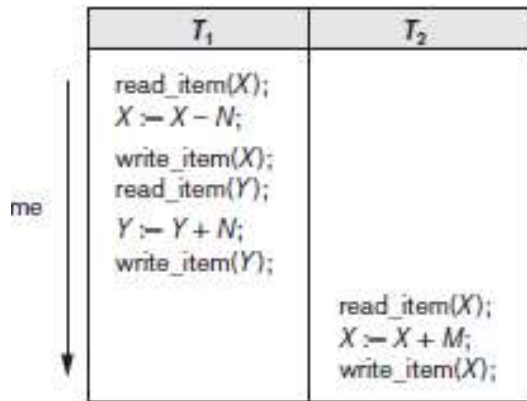 T₁ T₂
read_item(X);
X := X – N;
write_item(X);
read_item(Y);
me
Y := Y + N;
write_item(Y);
read_item(X);
X := X + M;
write_item(X);